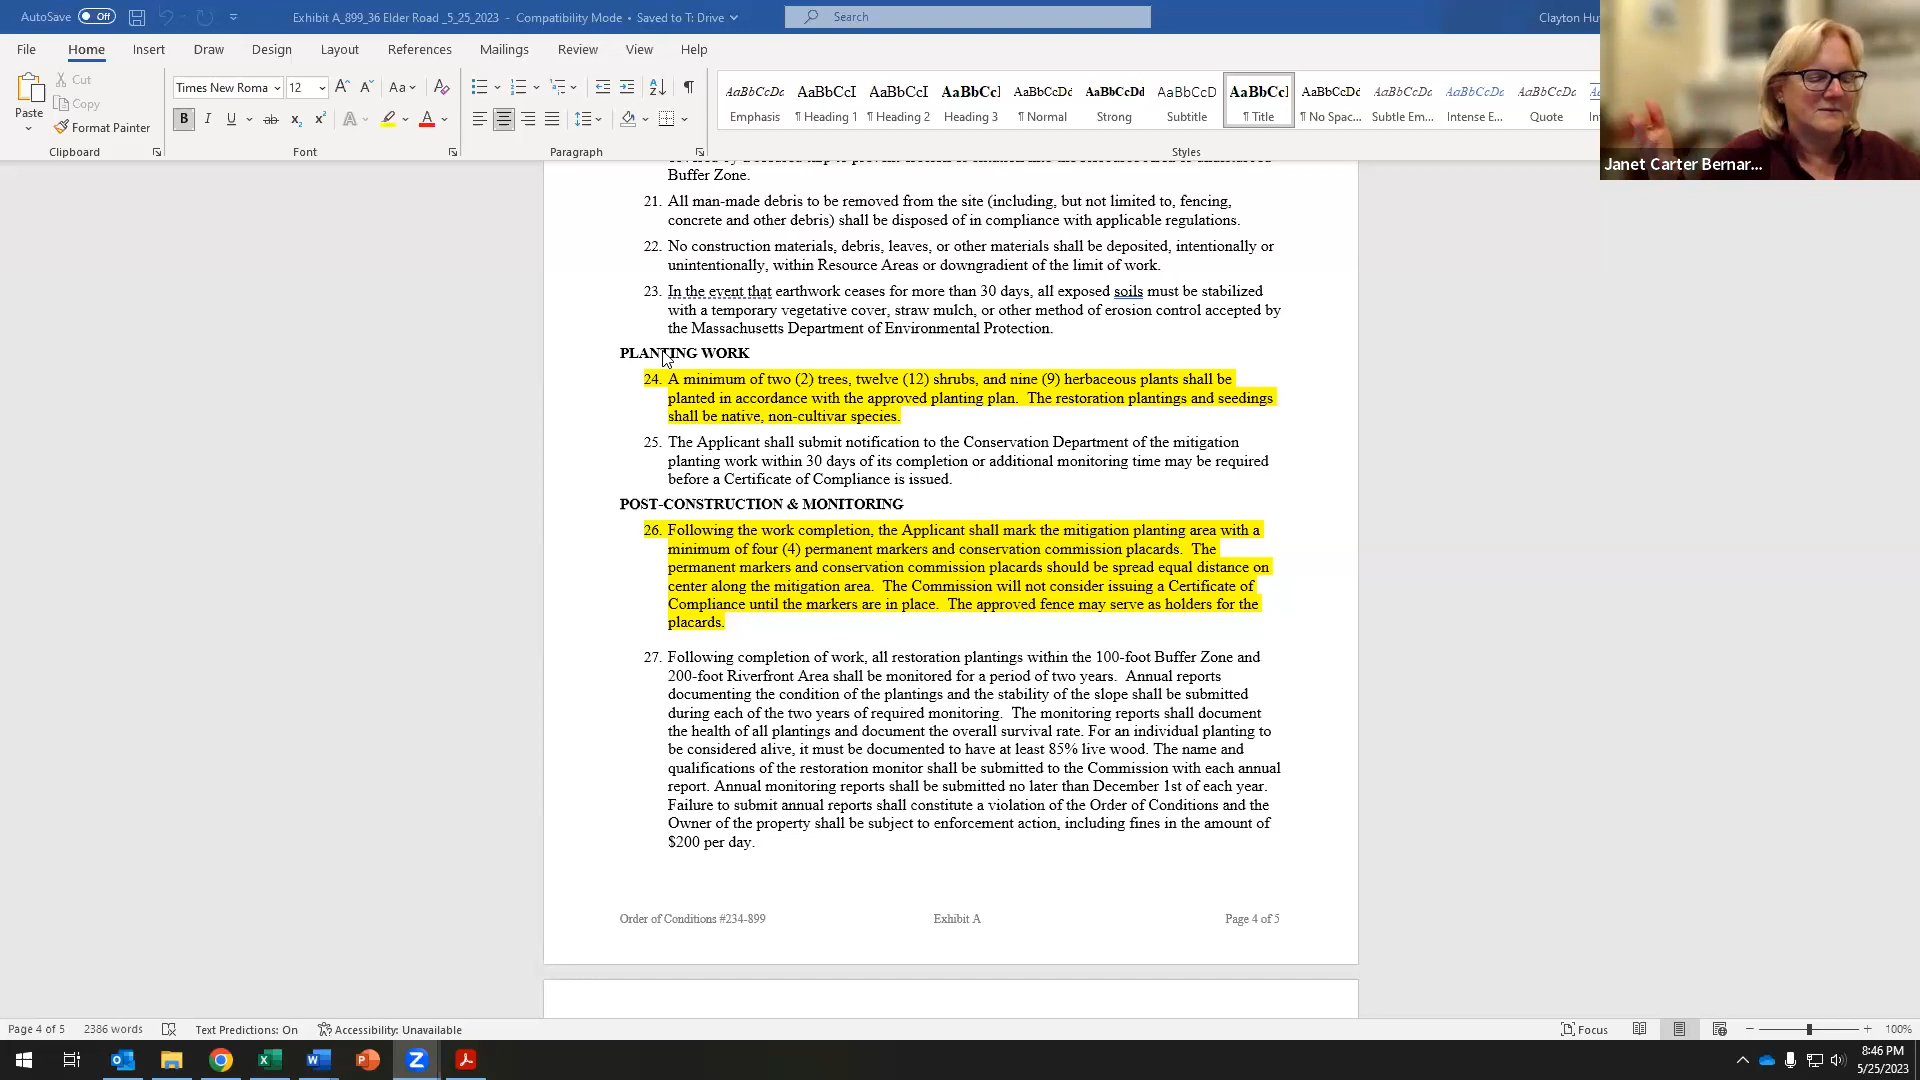 AutoSave Off Exhibit A_899_36 Elder Road _5_25_2023 - Compatibility Mode • Saved to T: Drive Search Clayton
File Home Insert Draw Design Layout References Mailings Review View Help
Cut
Copy
Paste
Format Painter
Times New Roma 12
AaBbCcDc AaBbCcI AaBbCcI AaBbCcI AaBbCcDd AaBbCcDd AaBbCcD AaBbCcI AaBbCcDd AaBbCcDd AaBbCcDc AaBbCcDc
Emphasis ¶ Heading 1 ¶ Heading 2 Heading 3 ¶ Normal Strong Subtitle ¶ Title ¶ No Spac... Subtle Em... Intense E... Quote
Clipboard Font Paragraph Styles
Janet Carter Bernar...
Buffer Zone.
21. All man-made debris to be removed from the site (including, but not limited to, fencing,
concrete and other debris) shall be disposed of in compliance with applicable regulations.
22. No construction materials, debris, leaves, or other materials shall be deposited, intentionally or
unintentionally, within Resource Areas or downgradient of the limit of work.
23. In the event that earthwork ceases for more than 30 days, all exposed soils must be stabilized
with a temporary vegetative cover, straw mulch, or other method of erosion control accepted by
the Massachusetts Department of Environmental Protection.
PLANTING WORK
24. A minimum of two (2) trees, twelve (12) shrubs, and nine (9) herbaceous plants shall be
planted in accordance with the approved planting plan. The restoration plantings and seedings
shall be native, non-cultivar species.
25. The Applicant shall submit notification to the Conservation Department of the mitigation
planting work within 30 days of its completion or additional monitoring time may be required
before a Certificate of Compliance is issued.
POST-CONSTRUCTION & MONITORING
26. Following the work completion, the Applicant shall mark the mitigation planting area with a
minimum of four (4) permanent markers and conservation commission placards. The
permanent markers and conservation commission placards should be spread equal distance on
center along the mitigation area. The Commission will not consider issuing a Certificate of
Compliance until the markers are in place. The approved fence may serve as holders for the
placards.
27. Following completion of work, all restoration plantings within the 100-foot Buffer Zone and
200-foot Riverfront Area shall be monitored for a period of two years. Annual reports
documenting the condition of the plantings and the stability of the slope shall be submitted
during each of the two years of required monitoring. The monitoring reports shall document
the health of all plantings and document the overall survival rate. For an individual planting to
be considered alive, it must be documented to have at least 85% live wood. The name and
qualifications of the restoration monitor shall be submitted to the Commission with each annual
report. Annual monitoring reports shall be submitted no later than December 1st of each year.
Failure to submit annual reports shall constitute a violation of the Order of Conditions and the
Owner of the property shall be subject to enforcement action, including fines in the amount of
$200 per day.
Order of Conditions #234-899 Exhibit A Page 4 of 5
Page 4 of 5 2386 words Text Predictions: On Accessibility: Unavailable Focus 100%
8:46 PM
5/25/2023